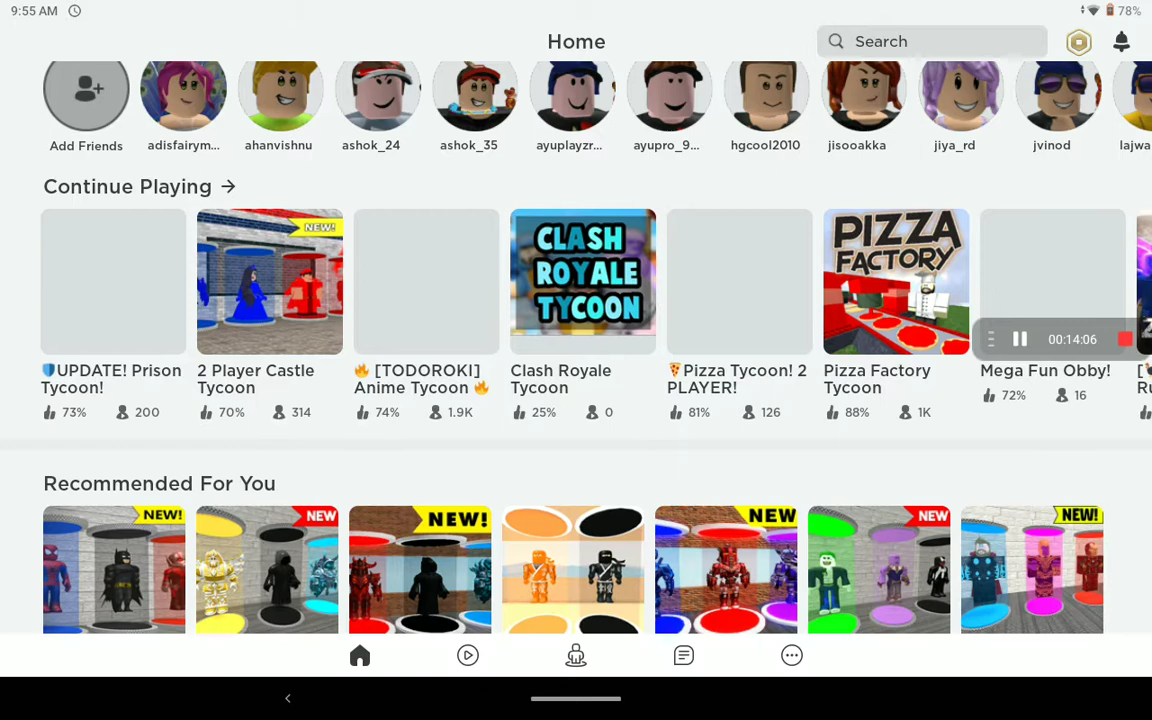 9:55 AM 78%
Home
Search
Add Friends adisfairym... ahanvishnu ashok_24 ashok_35 ayuplayzr... ayupro_9... hgcool2010 jisooakka jiya_rd jvinod lajwa
Continue Playing →
NEW!
CLASH
ROYALE
TYCOON
PIZZA
FACTORY
00:14:06
🛡️UPDATE! Prison
Tycoon!
73% 200
2 Player Castle
Tycoon
70% 314
🔥 [TODOROKI]
Anime Tycoon 🔥
74% 1.9K
Clash Royale
Tycoon
25% 0
🍕Pizza Tycoon! 2
PLAYER!
81% 126
Pizza Factory
Tycoon
88% 1K
Mega Fun Obby!
72% 16
Recommended For You
NEW! NEW NEW! NEW NEW NEW!